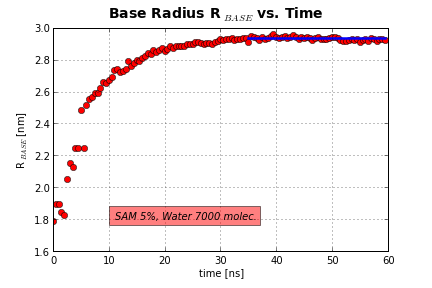 Base Radius R BASE vs. Time
3.0
2.8
2.6
2.4
2.2
2.0
1.8
1.6
R BASE [nm]
SAM 5%, Water 7000 molec.
0 10 20 30 40 50 60
time [ns]